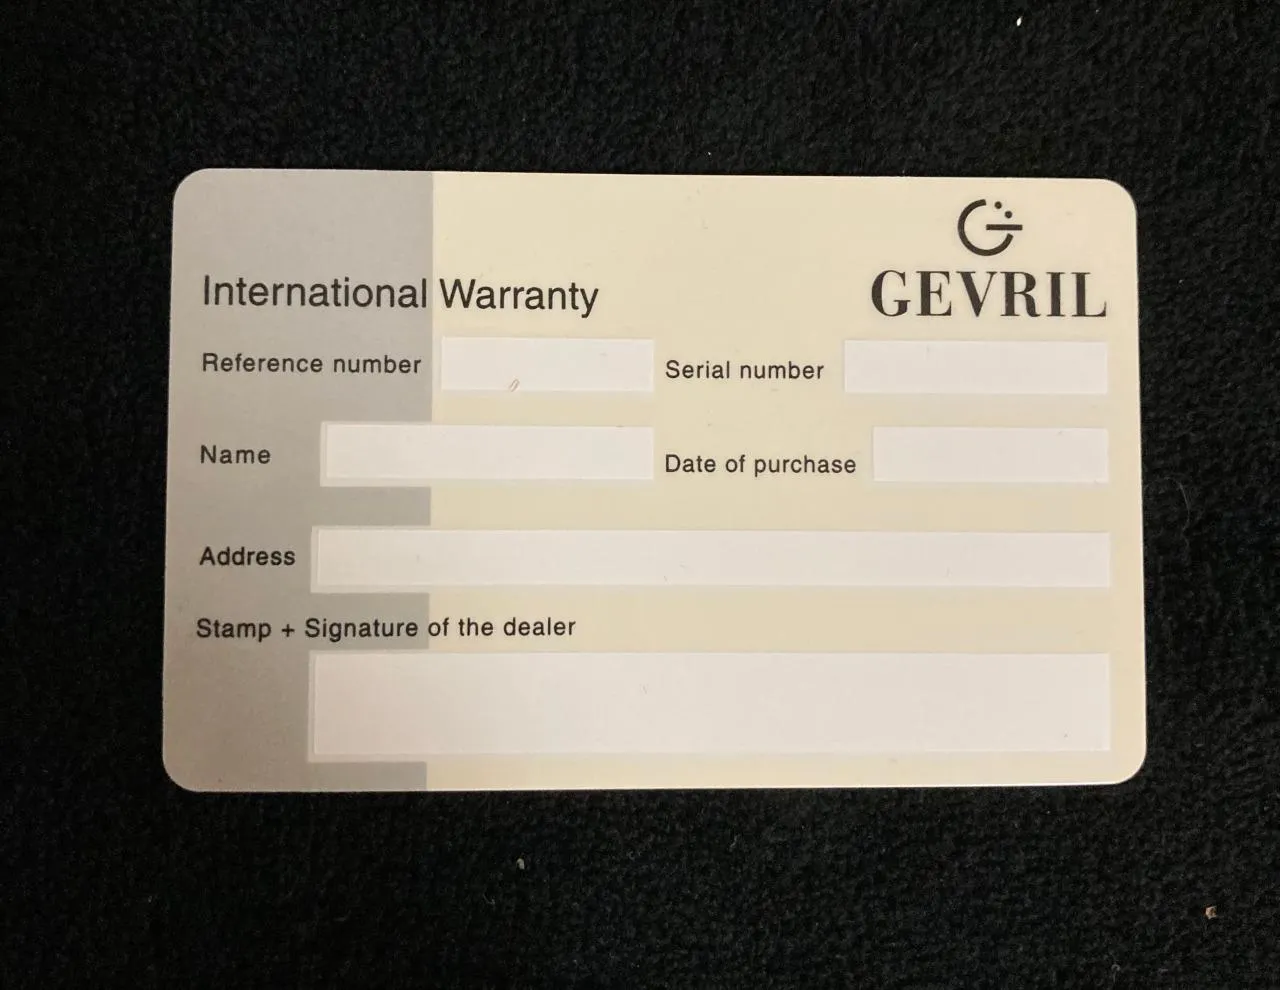 GEVRIL
International Warranty
Reference number
Serial number
Name
Date of purchase
Address
Stamp + Signature of the dealer